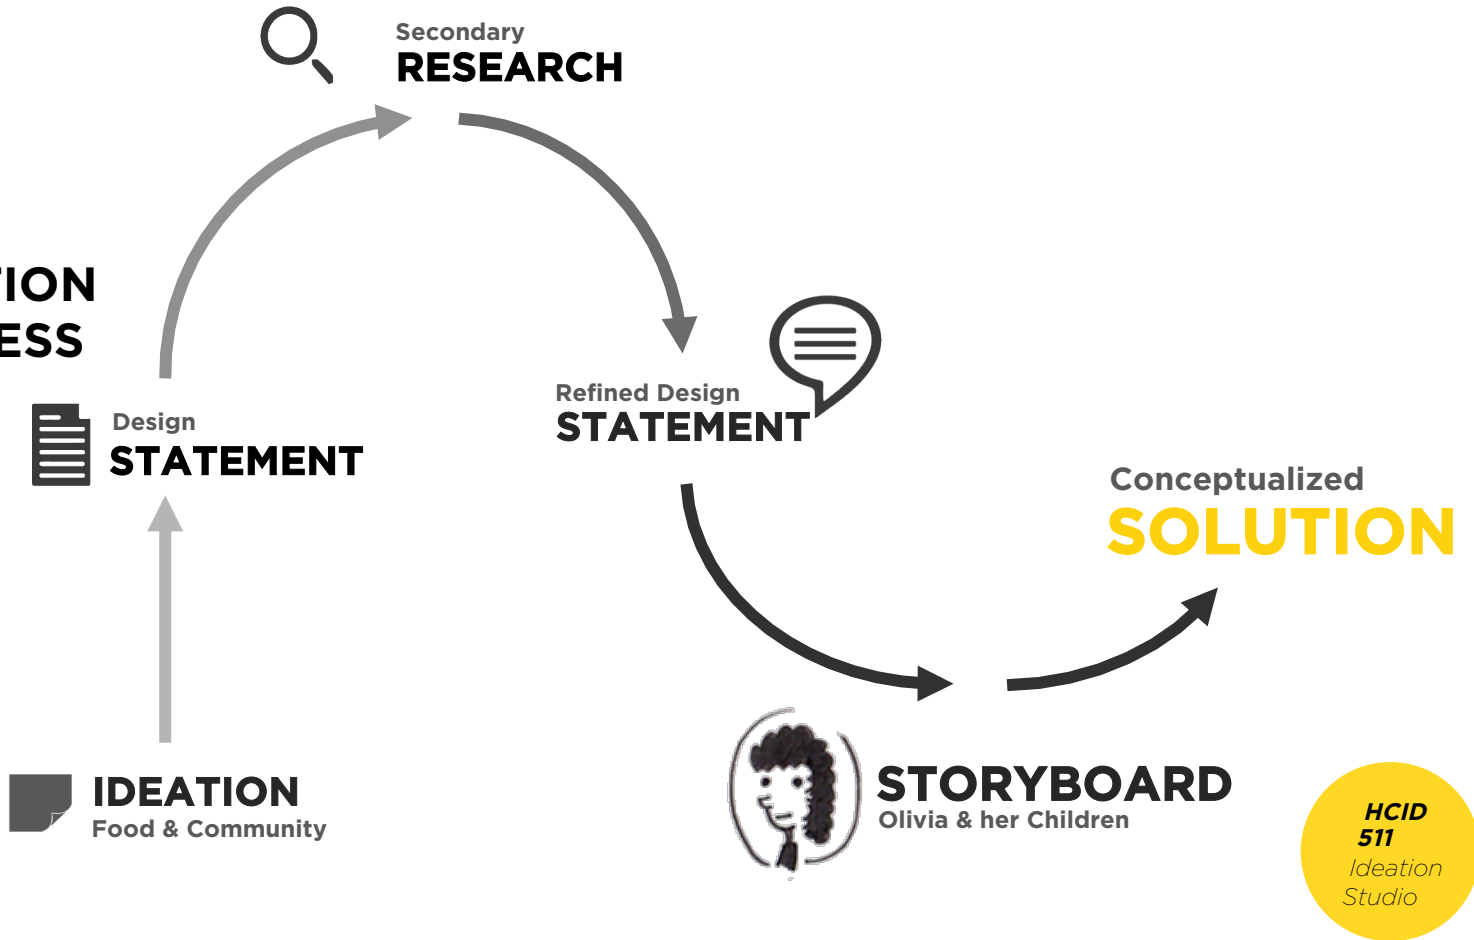 Secondary
RESEARCH
TION
ESS
Design
STATEMENT
Refined Design
STATEMENT
Conceptualized
SOLUTION
IDEATION
Food & Community
STORYBOARD
Olivia & her Children
HCID
511
Ideation
Studio